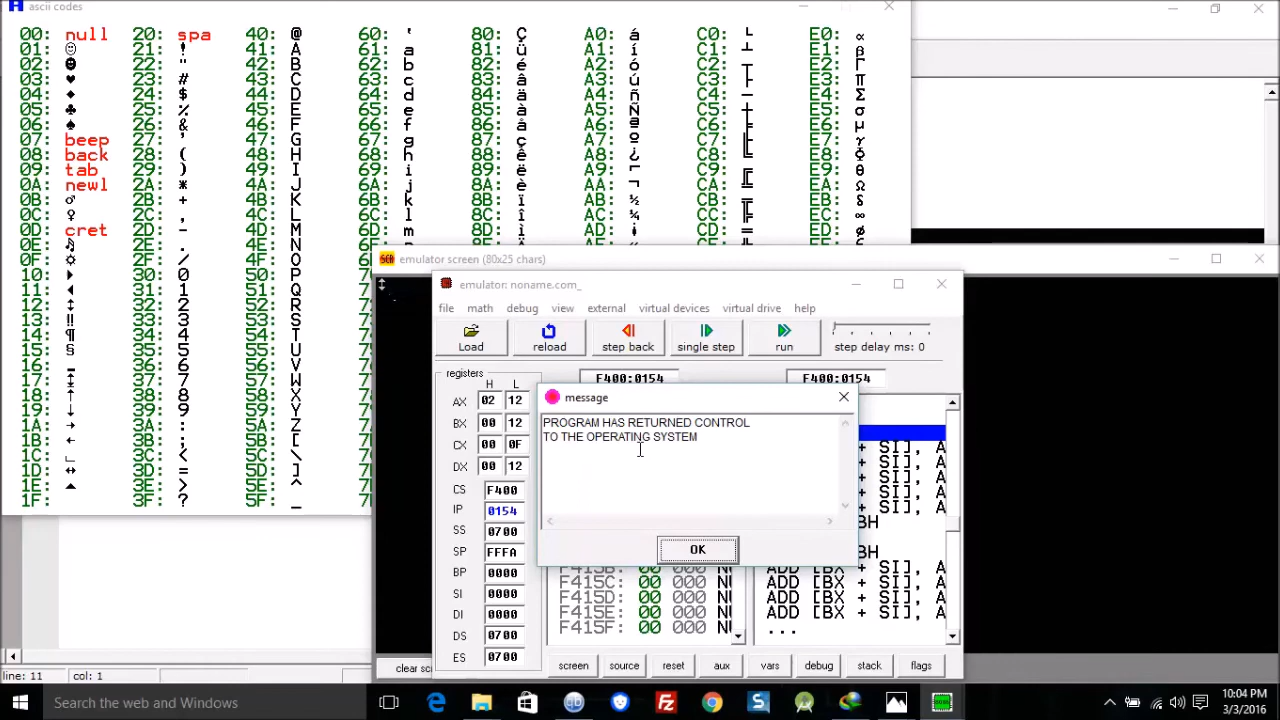 ascii codes
00: null 20: spa 40: @ 60: ' 80: Ç A0: á C0: └ E0: α
01: ☺ 21: ! 41: A 61: a 81: ü A1: í C1: ┴ E1: ß
02: ☻ 22: " 42: B 62: b 82: é A2: ó C2: ┬ E2: Γ
03: ♥ 23: # 43: C 63: c 83: â A3: ú C3: ├ E3: π
04: ♦ 24: $ 44: D 64: d 84: ä A4: ñ C4: ─ E4: Σ
05: ♣ 25: % 45: E 65: e 85: à A5: Ñ C5: ┼ E5: σ
06: ♠ 26: & 46: F 66: f 86: å A6: ª C6: ╞ E6: µ
07: beep 27: ' 47: G 67: g 87: ç A7: º C7: ╟ E7: γ
08: back 28: ( 48: H 68: h 88: ê A8: ¿ C8: ╚ E8: Φ
09: tab 29: ) 49: I 69: i 89: ë A9: ⌐ C9: ╔ E9: θ
0A: newl 2A: * 4A: J 6A: j 8A: è AA: ¬ CA: ╩ EA: Ω
0B: ♂ 2B: + 4B: K 6B: k 8B: ï AB: ½ CB: ╦ EB: δ
0C: ♀ 2C: , 4C: L 6C: l 8C: î AC: ¼ CC: ╠ EC: ∞
0D: cret 2D: - 4D: M 6D: m 8D: ì AD: ¡ CD: ═ ED: ø
0E: ♫ 2E: . 4E: N 6E: n
0F: ☼ 2F: / 4F: O
10: ► 30: 0 50: P
11: ◄ 31: 1 51: Q
12: ↕ 32: 2 52: R
13: ‼ 33: 3 53: S
14: ¶ 34: 4 54: T
15: § 35: 5 55: U
16: ▬ 36: 6 56: V
17: ↨ 37: 7 57: W
18: ↑ 38: 8 58: X
19: ↓ 39: 9 59: Y
1A: → 3A: : 5A: Z
1B: ← 3B: ; 5B: [
1C: ∟ 3C: < 5C: \
1D: ↔ 3D: = 5D: ]
1E: ▲ 3E: > 5E: ^
1F: 3F: ? 5F: _
emulator screen (80x25 chars)
emulator: noname.com_
file math debug view external virtual devices virtual drive help
Load reload step back single step run step delay ms: 0
registers
F400:0154 F400:0154
H L
AX 02 12
BX 00 12
CX 00 0F
DX 00 12
CS F400
IP 0154
SS 0700
SP FFFA
BP 0000
SI 0000
DI 0000
DS 0700
ES 0700
message
PROGRAM HAS RETURNED CONTROL
TO THE OPERATING SYSTEM
OK
+ SI], A
+ SI], A
+ SI], A
+ SI], A
+ SI], A
BH
BH
F415B: 00 000 ADD [BX + SI], A
F415C: 00 000 ADD [BX + SI], A
F415D: 00 000 ADD [BX + SI], A
F415E: 00 000 ADD [BX + SI], A
F415F: 00 000 ...
clear scr
screen source reset aux vars debug stack flags
line: 11 col: 1
Search the web and Windows
10:04 PM
3/3/2016